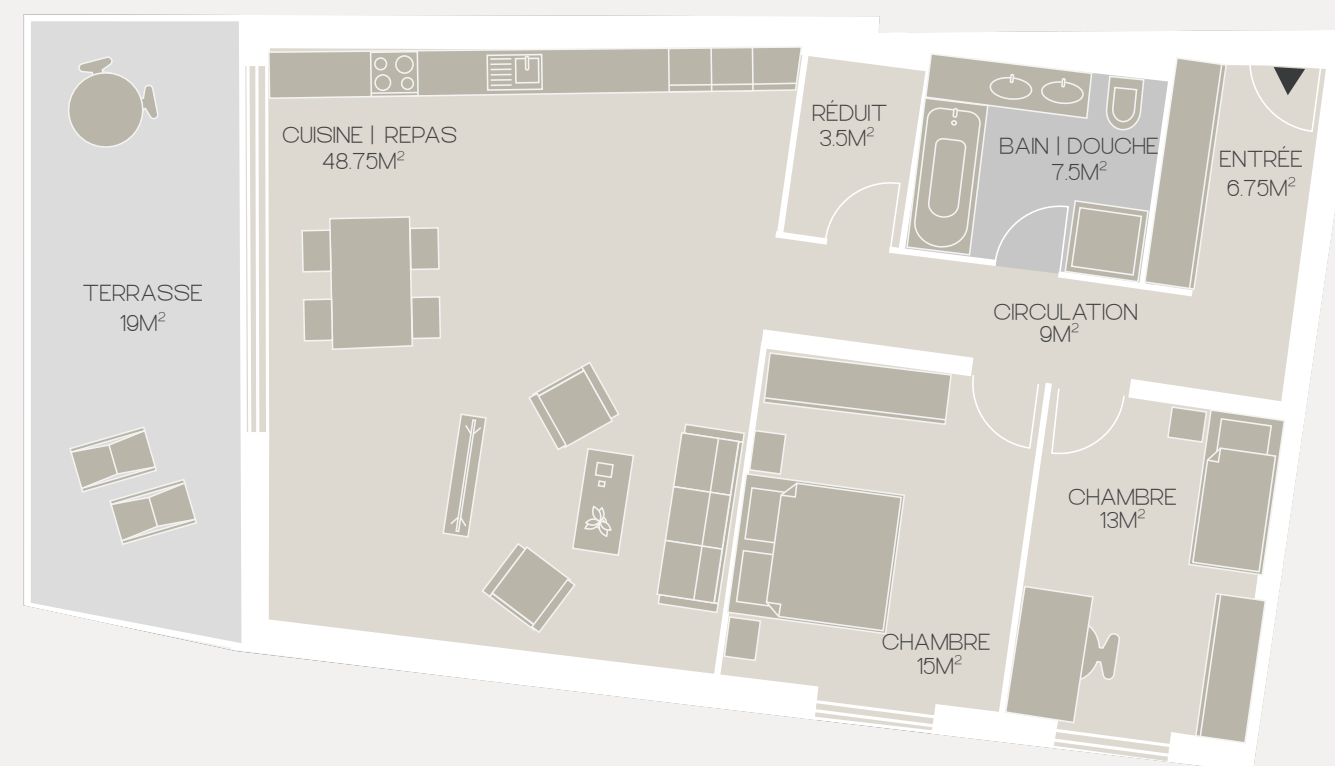 CUISINE | REPAS
48.75M²
RÉDUIT
3.5M²
BAIN | DOUCHE
7.5M²
ENTRÉE
6.75M²
TERRASSE
19M²
CIRCULATION
9M²
CHAMBRE
13M²
CHAMBRE
15M²